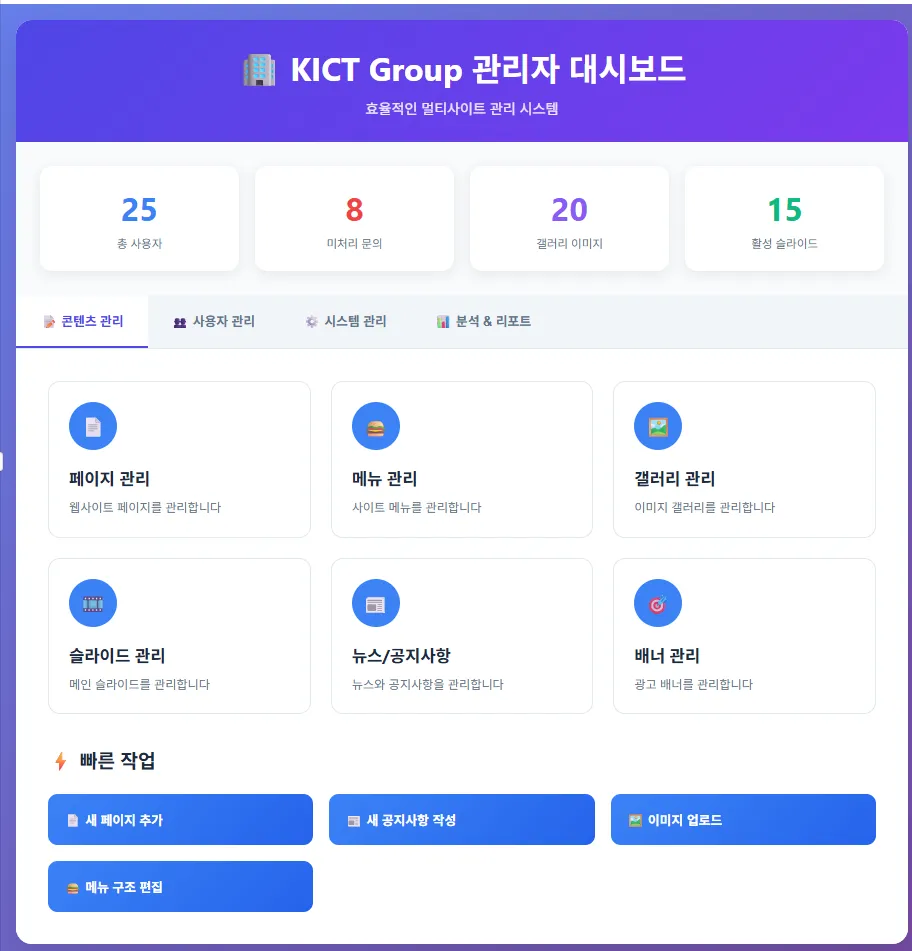 KICT Group 관리자 대시보드
효율적인 멀티사이트 관리 시스템
25
총 사용자
8
미처리 문의
20
갤러리 이미지
15
활성 슬라이드
콘텐츠 관리
사용자 관리
시스템 관리
분석 & 리포트
페이지 관리
웹사이트 페이지를 관리합니다
메뉴 관리
사이트 메뉴를 관리합니다
갤러리 관리
이미지 갤러리를 관리합니다
슬라이드 관리
메인 슬라이드를 관리합니다
뉴스/공지사항
뉴스와 공지사항을 관리합니다
배너 관리
광고 배너를 관리합니다
빠른 작업
새 페이지 추가
새 공지사항 작성
이미지 업로드
메뉴 구조 편집